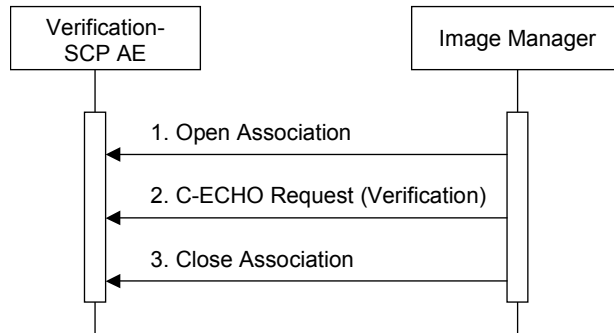 Verification-
SCP AE
Image Manager
1. Open Association
2. C-ECHO Request (Verification)
3. Close Association